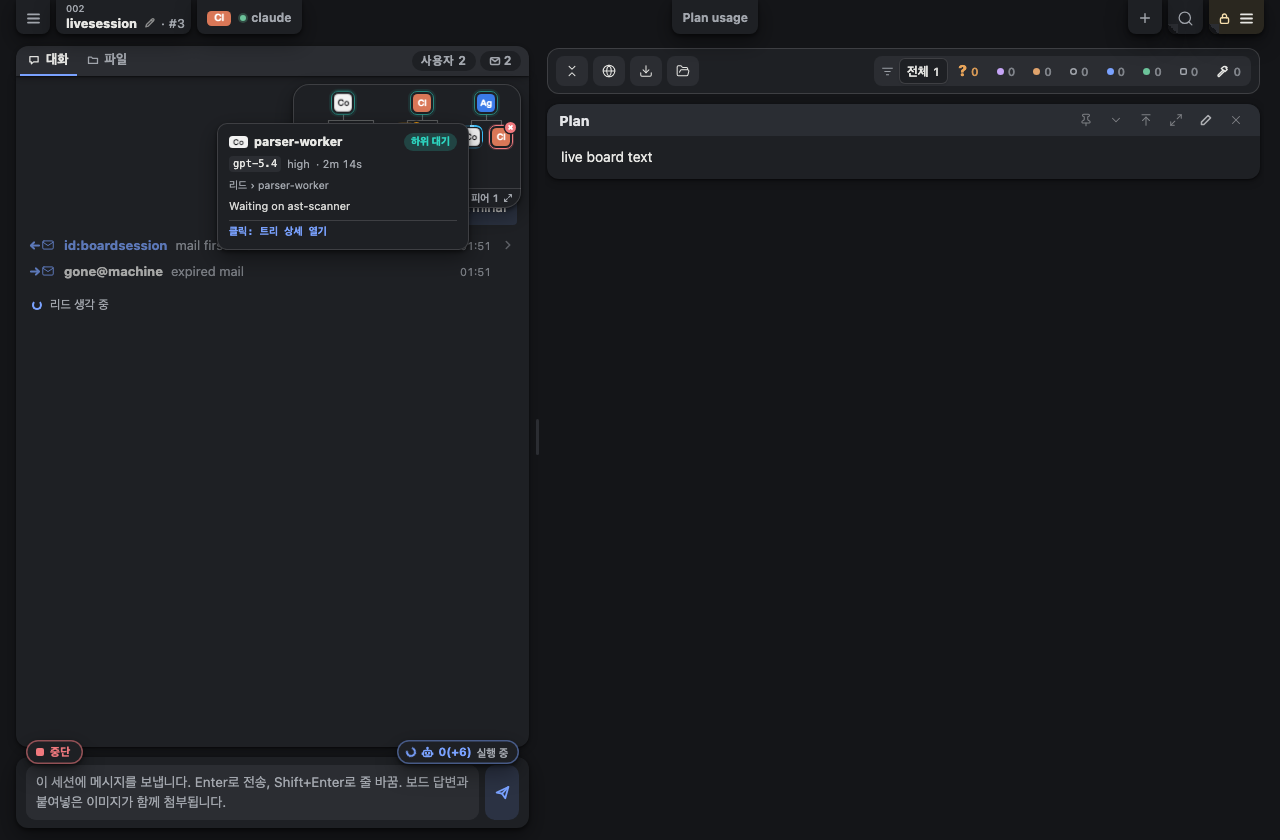 002
livesession · #3
Cl claude
Plan usage
대화 파일
사용자 2
2
전체 1
? 0
0
0
0
0
0
0
0
Co Cl Ag
Cl
Co parser-worker 하위 대기
gpt-5.4 high · 2m 14s
리드 › parser-worker
Waiting on ast-scanner
클릭: 트리 상세 열기
피어 1
id:boardsession mail firs
:51
gone@machine expired mail 01:51
리드 생각 중
Plan
live board text
중단
0(+6) 실행 중
이 세션에 메시지를 보냅니다. Enter로 전송, Shift+Enter로 줄 바꿈. 보드 답변과
붙여넣은 이미지가 함께 첨부됩니다.